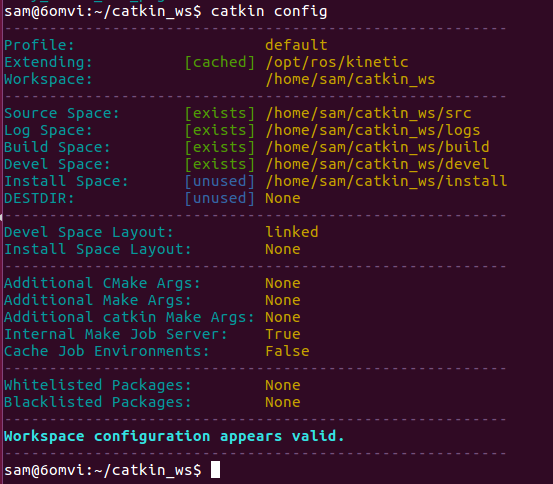 sam@6omvi:~/catkin_ws$ catkin config
--------------------------------------------------------
Profile:                     default
Extending:          [cached] /opt/ros/kinetic
Workspace:                   /home/sam/catkin_ws
--------------------------------------------------------
Source Space:       [exists] /home/sam/catkin_ws/src
Log Space:          [exists] /home/sam/catkin_ws/logs
Build Space:        [exists] /home/sam/catkin_ws/build
Devel Space:        [exists] /home/sam/catkin_ws/devel
Install Space:      [unused] /home/sam/catkin_ws/install
DESTDIR:            [unused] None
--------------------------------------------------------
Devel Space Layout:          linked
Install Space Layout:        None
--------------------------------------------------------
Additional CMake Args:       None
Additional Make Args:        None
Additional catkin Make Args: None
Internal Make Job Server:    True
Cache Job Environments:      False
--------------------------------------------------------
Whitelisted Packages:        None
Blacklisted Packages:        None
--------------------------------------------------------
Workspace configuration appears valid.
--------------------------------------------------------
sam@6omvi:~/catkin_ws$